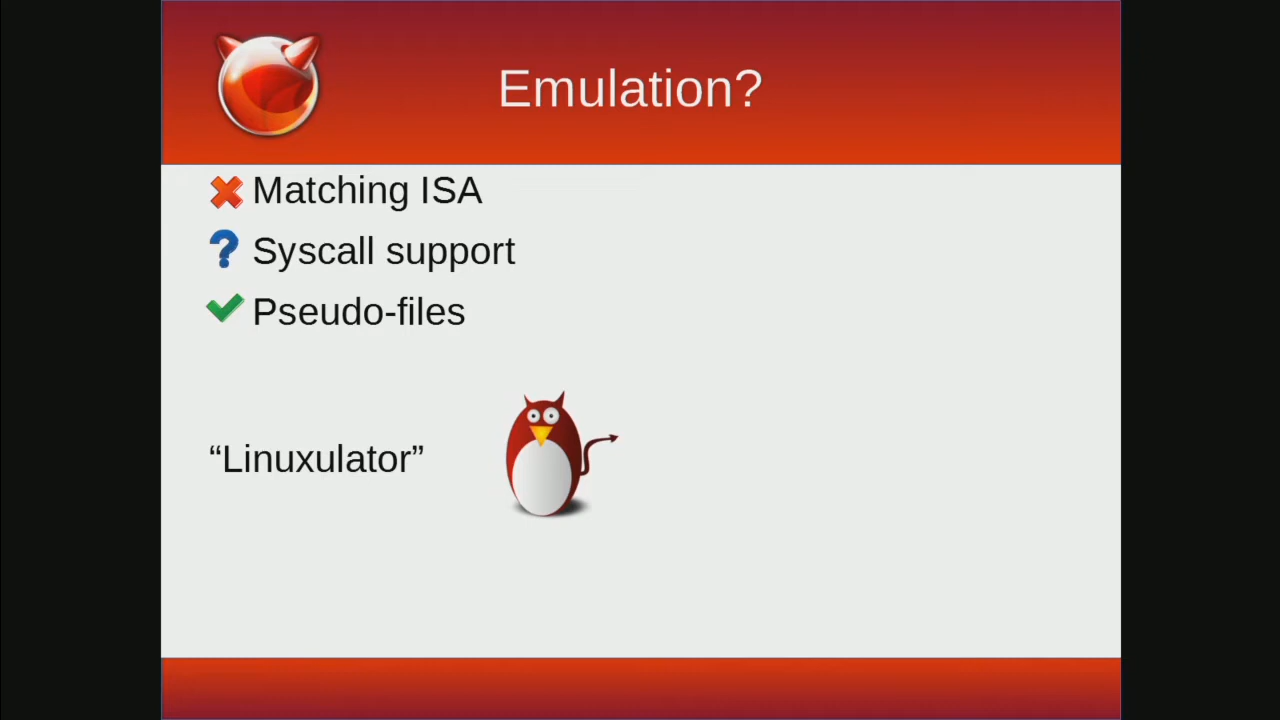 Emulation?
Matching ISA
Syscall support
Pseudo-files
“Linuxulator”